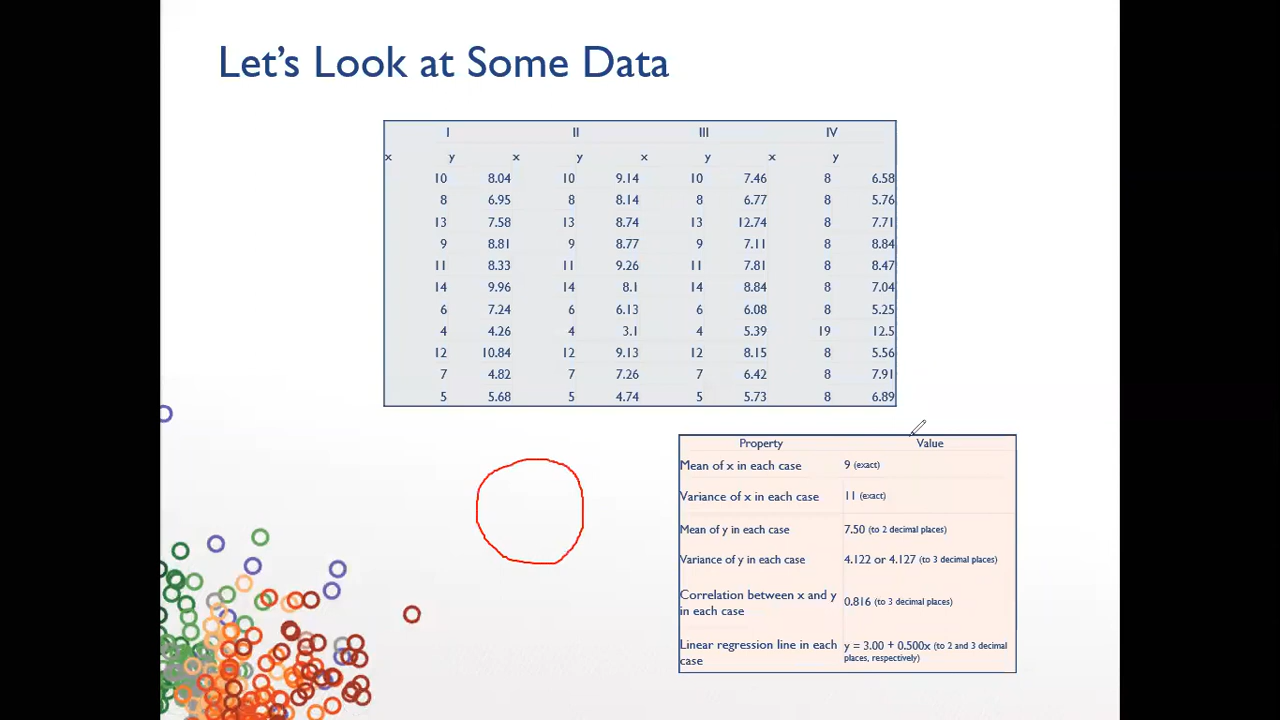 Let's Look at Some Data
I II III IV
x y x y x y x y
10 8.04 10 9.14 10 7.46 8 6.58
8 6.95 8 8.14 8 6.77 8 5.76
13 7.58 13 8.74 13 12.74 8 7.71
9 8.81 9 8.77 9 7.11 8 8.84
11 8.33 11 9.26 11 7.81 8 8.47
14 9.96 14 8.1 14 8.84 8 7.04
6 7.24 6 6.13 6 6.08 8 5.25
4 4.26 4 3.1 4 5.39 19 12.5
12 10.84 12 9.13 12 8.15 8 5.56
7 4.82 7 7.26 7 6.42 8 7.91
5 5.68 5 4.74 5 5.73 8 6.89
Property Value
Mean of x in each case 9 (exact)
Variance of x in each case 11 (exact)
Mean of y in each case 7.50 (to 2 decimal places)
Variance of y in each case 4.122 or 4.127 (to 3 decimal places)
Correlation between x and y
in each case
0.816 (to 3 decimal places)
Linear regression line in each
case
y = 3.00 + 0.500x (to 2 and 3 decimal
places, respectively)